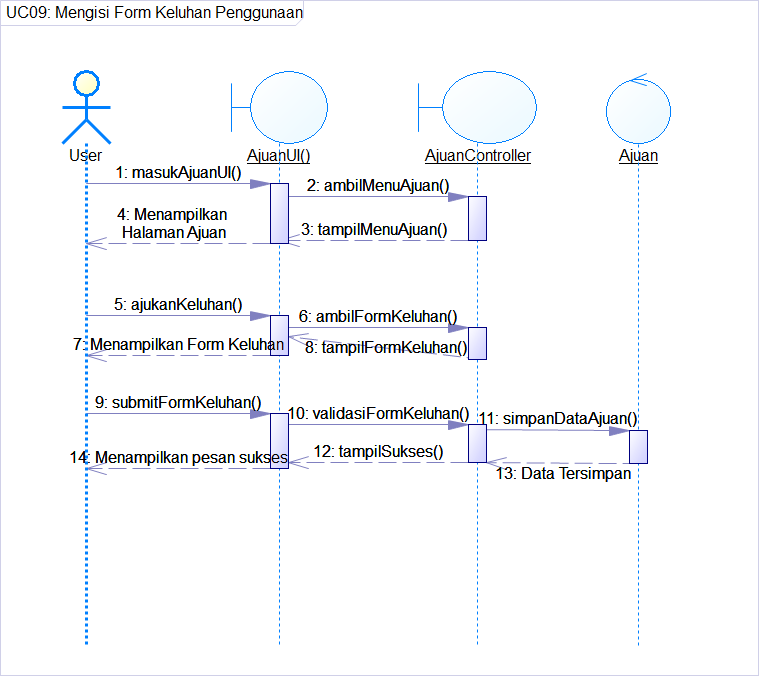 UC09: Mengisi Form Keluhan Penggunaan
User
AjuanUI()
AjuanController
Ajuan
1: masukAjuanUI()
2: ambilMenuAjuan()
4: Menampilkan
Halaman Ajuan
3: tampilMenuAjuan()
5: ajukanKeluhan()
6: ambilFormKeluhan()
7: Menampilkan Form Keluhan
8: tampilFormKeluhan()
9: submitFormKeluhan()
10: validasiFormKeluhan()
11: simpanDataAjuan()
12: tampilSukses()
14: Menampilkan pesan sukses
13: Data Tersimpan